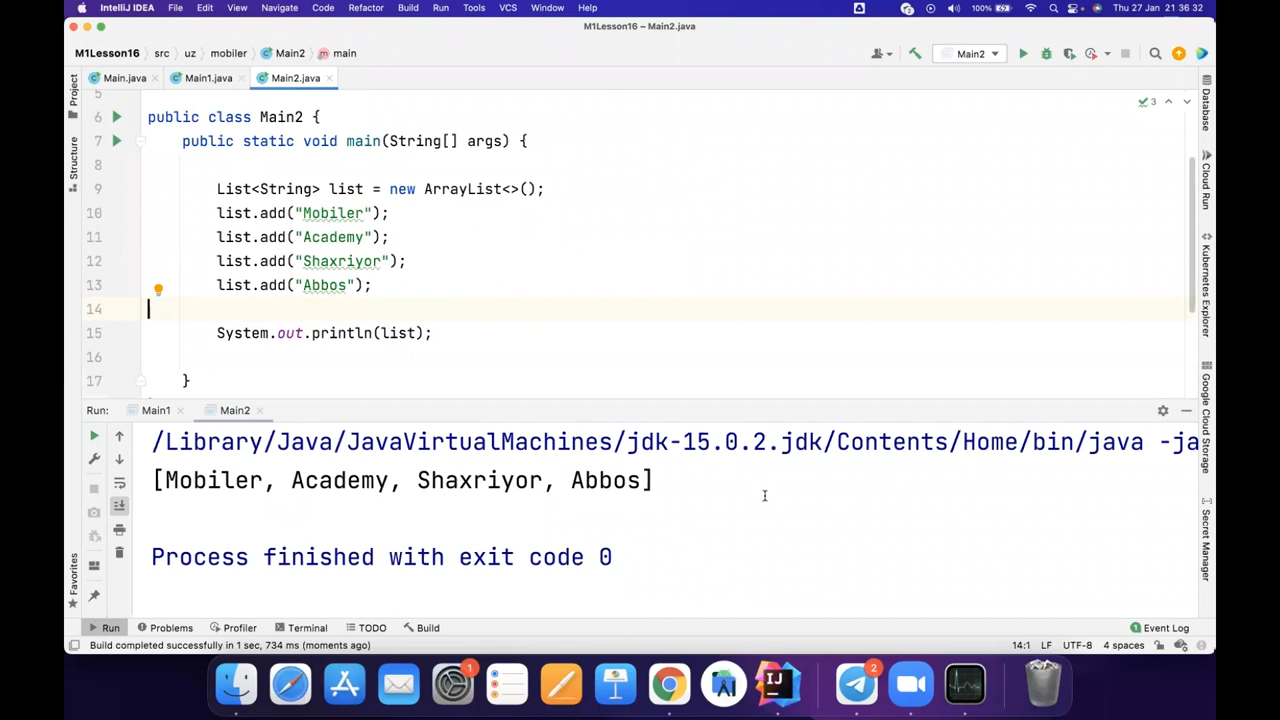 IntelliJ IDEA File Edit View Navigate Code Refactor Build Run Tools VCS Window Help 100% Thu 27 Jan 21 36 32
M1Lesson16 – Main2.java
M1Lesson16 src uz mobiler Main2 main Main2
Main.java Main1.java Main2.java
Project
Structure
Favorites
Database
Cloud Run
Kubernetes Explorer
Google Cloud Storage
Secret Manager
3
5
6 public class Main2 {
7 public static void main(String[] args) {
8
9 List<String> list = new ArrayList<>();
10 list.add("Mobiler");
11 list.add("Academy");
12 list.add("Shaxriyor");
13 list.add("Abbos");
14
15 System.out.println(list);
16
17 }
Run: Main1 Main2
/Library/Java/JavaVirtualMachines/jdk-15.0.2.jdk/Contents/Home/bin/java -ja
[Mobiler, Academy, Shaxriyor, Abbos]
Process finished with exit code 0
Run Problems Profiler Terminal TODO Build 1 Event Log
Build completed successfully in 1 sec, 734 ms (moments ago) 14:1 LF UTF-8 4 spaces
1
IJ
2